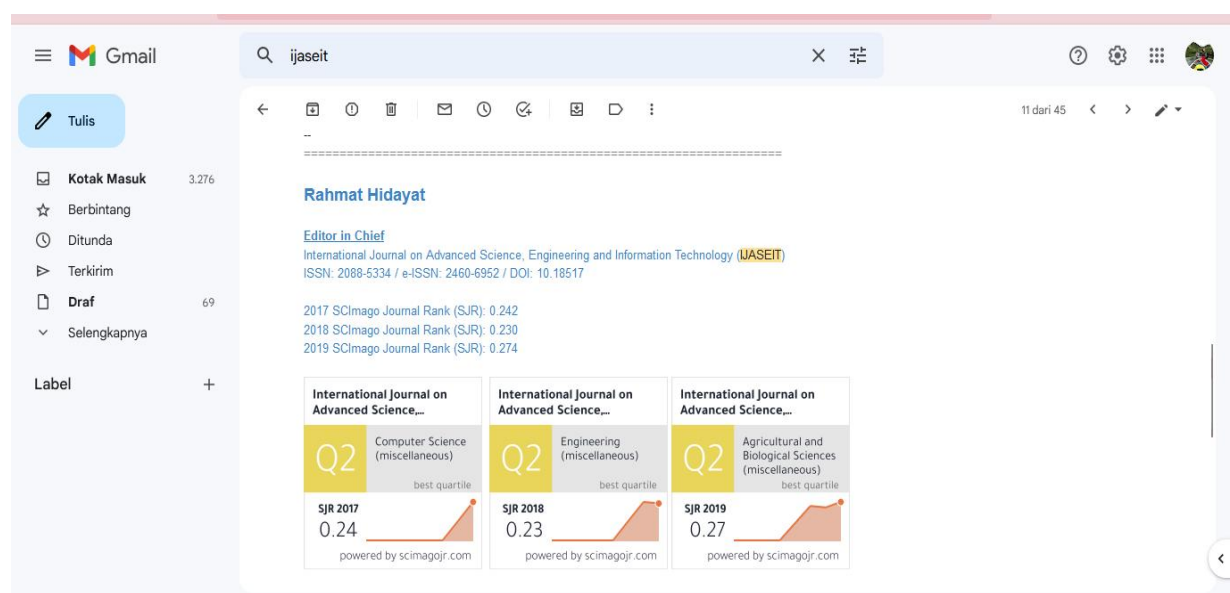 Gmail
ijaseit
Tulis
11 dari 45
Kotak Masuk 3.276
Berbintang
Ditunda
Terkirim
Draf 69
Selengkapnya
Label
--
====================================================================
Rahmat Hidayat
Editor in Chief
International Journal on Advanced Science, Engineering and Information Technology (IJASEIT)
ISSN: 2088-5334 / e-ISSN: 2460-6952 / DOI: 10.18517
2017 SCImago Journal Rank (SJR): 0.242
2018 SCImago Journal Rank (SJR): 0.230
2019 SCImago Journal Rank (SJR): 0.274
International Journal on
Advanced Science,...
Q2
Computer Science
(miscellaneous)
best quartile
SJR 2017
0.24
powered by scimagojr.com
International Journal on
Advanced Science,...
Q2
Engineering
(miscellaneous)
best quartile
SJR 2018
0.23
powered by scimagojr.com
International Journal on
Advanced Science,...
Q2
Agricultural and
Biological Sciences
(miscellaneous)
best quartile
SJR 2019
0.27
powered by scimagojr.com